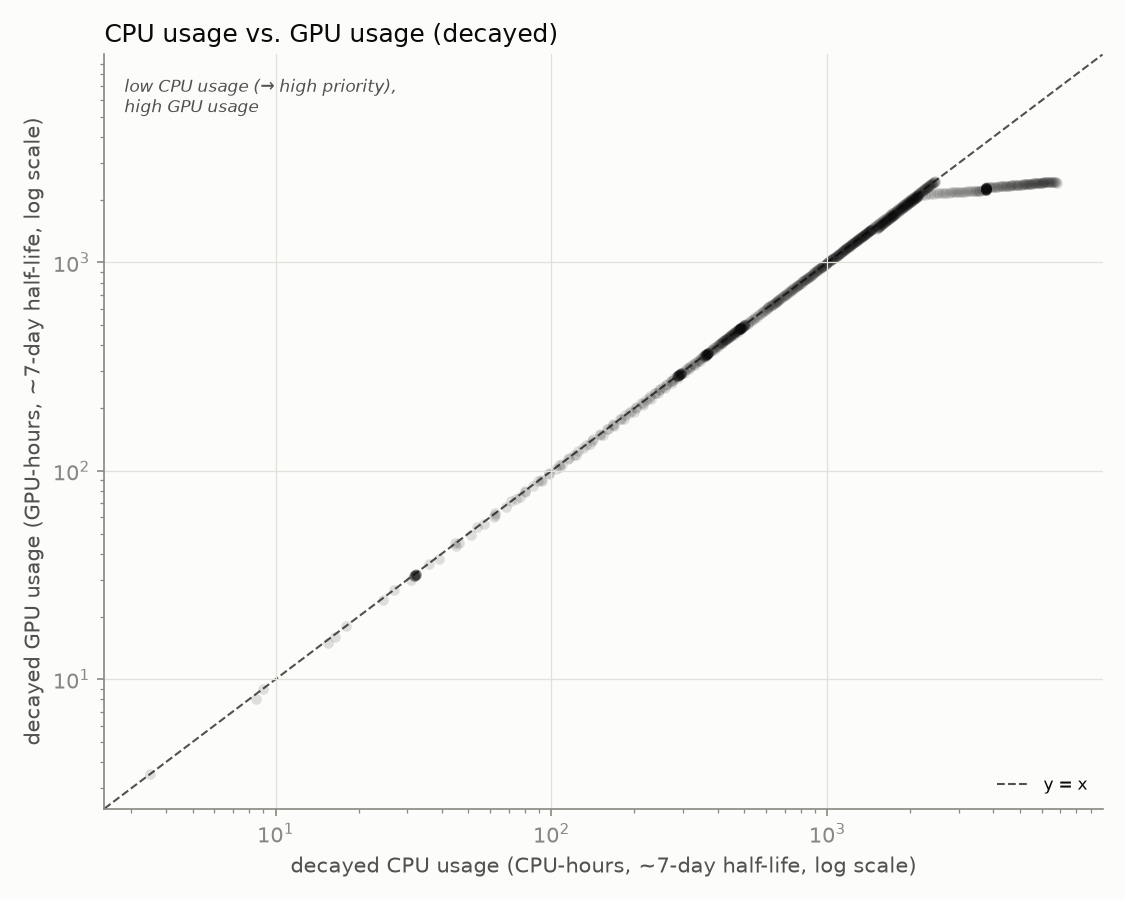 CPU usage vs. GPU usage (decayed)
low CPU usage (→ high priority),
high GPU usage
decayed GPU usage (GPU-hours, ~7-day half-life, log scale)
10³
10²
10¹
y = x
10¹ 10² 10³
decayed CPU usage (CPU-hours, ~7-day half-life, log scale)